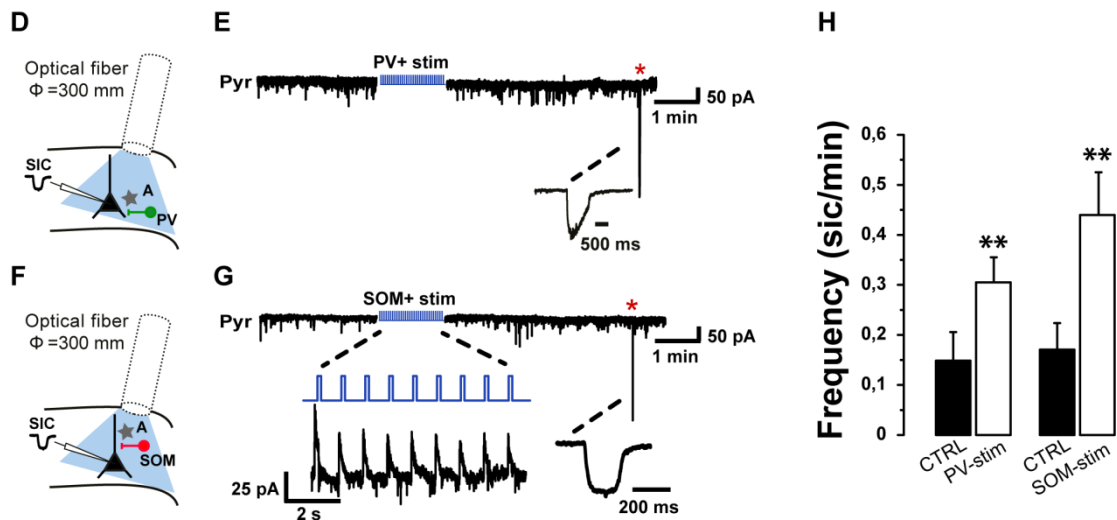 D
Optical fiber
Φ =300 mm
SIC
A
PV
E
PV+ stim
Pyr
*
50 pA
1 min
500 ms
F
Optical fiber
Φ =300 mm
SIC
A
SOM
G
SOM+ stim
Pyr
*
50 pA
1 min
25 pA
2 s
200 ms
H
Frequency (sic/min)
0,6
0,5
0,4
0,3
0,2
0,1
0
**
**
CTRL
PV-stim
CTRL
SOM-stim